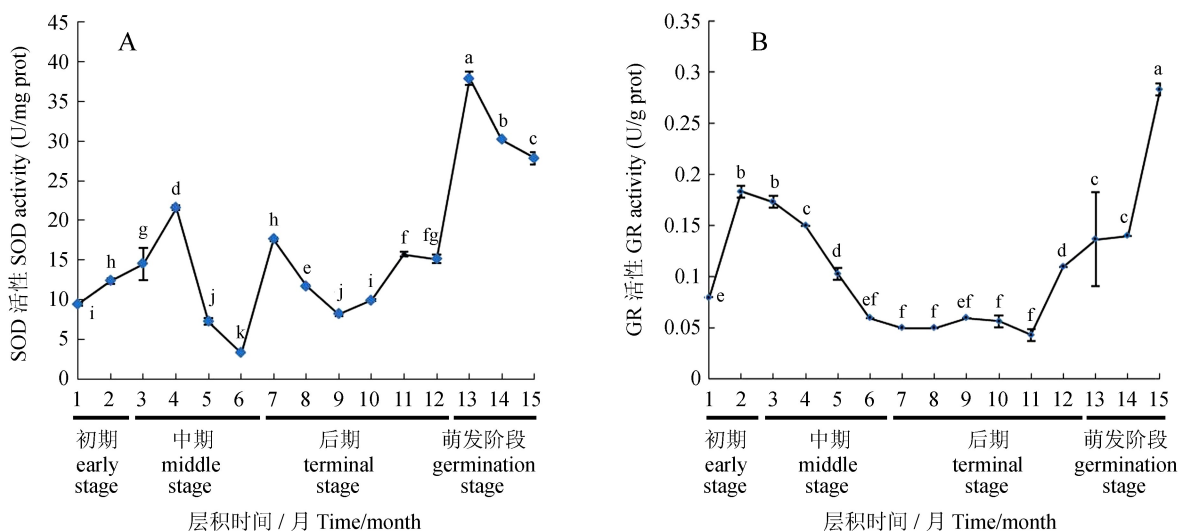 A
SOD 活性 SOD activity (U/mg prot)
45
40
35
30
25
20
15
10
5
0
i
h
g
d
j
k
h
e
j
i
f
fg
a
b
c
1 2 3 4 5 6 7 8 9 10 11 12 13 14 15
初期 中期 后期 萌发阶段
early middle terminal germination
stage stage stage stage
层积时间 / 月 Time/month
B
GR 活性 GR activity (U/g prot)
0.35
0.3
0.25
0.2
0.15
0.1
0.05
0
e
b
b
c
d
ef
f
f
ef
f
f
d
c
c
a
1 2 3 4 5 6 7 8 9 10 11 12 13 14 15
初期 中期 后期 萌发阶段
early middle terminal germination
stage stage stage stage
层积时间 / 月 Time/month